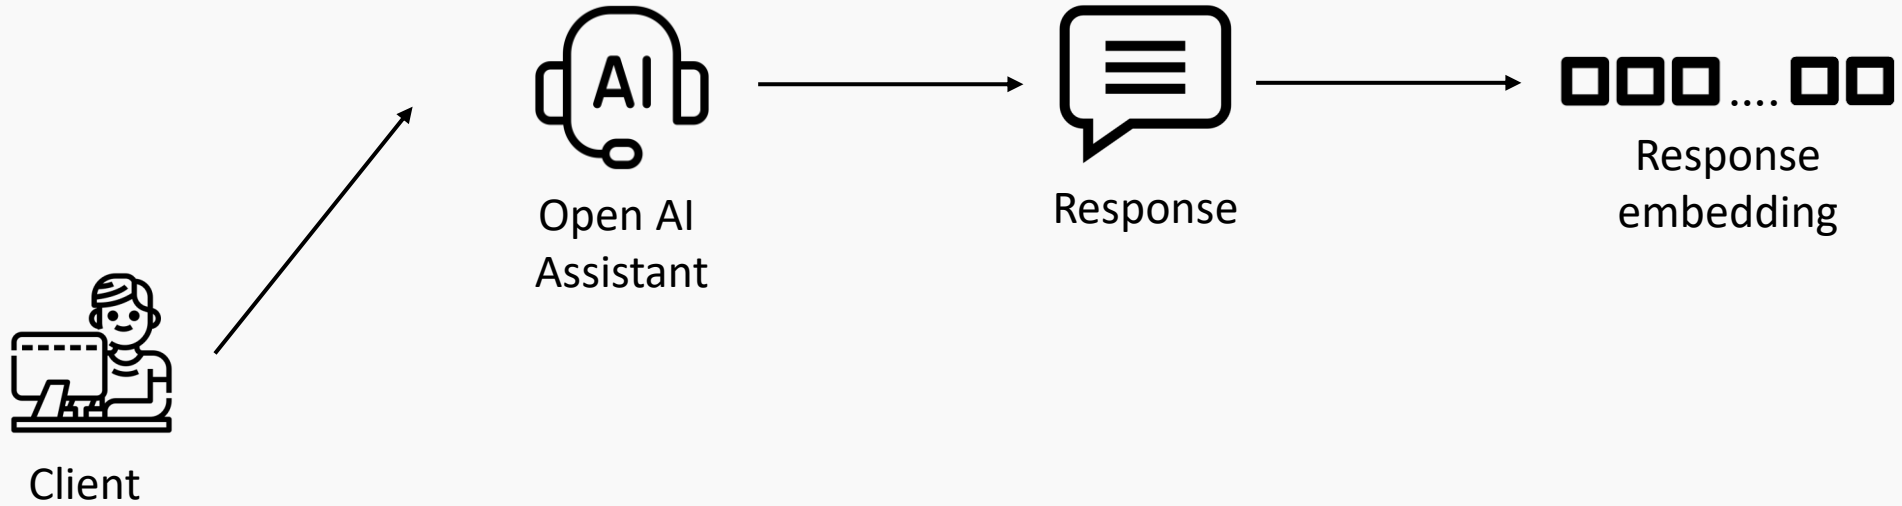 AI
Open AI
Assistant
Response
....
Response
embedding
Client